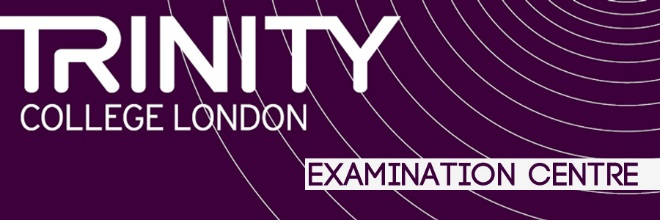 TRINITY
COLLEGE LONDON
EXAMINATION CENTRE